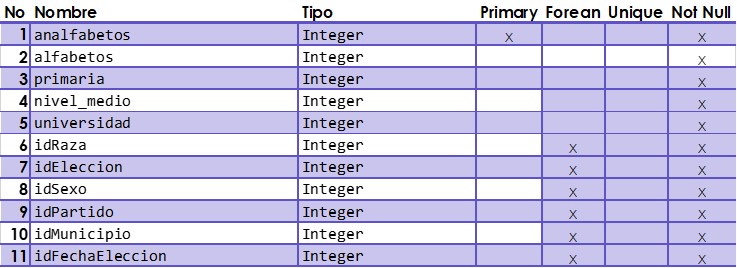 No Nombre Tipo Primary Forean Unique Not Null
1 analfabetos Integer x x
2 alfabetos Integer x
3 primaria Integer x
4 nivel_medio Integer x
5 universidad Integer x
6 idRaza Integer x x
7 idEleccion Integer x x
8 idSexo Integer x x
9 idPartido Integer x x
10 idMunicipio Integer x x
11 idFechaEleccion Integer x x